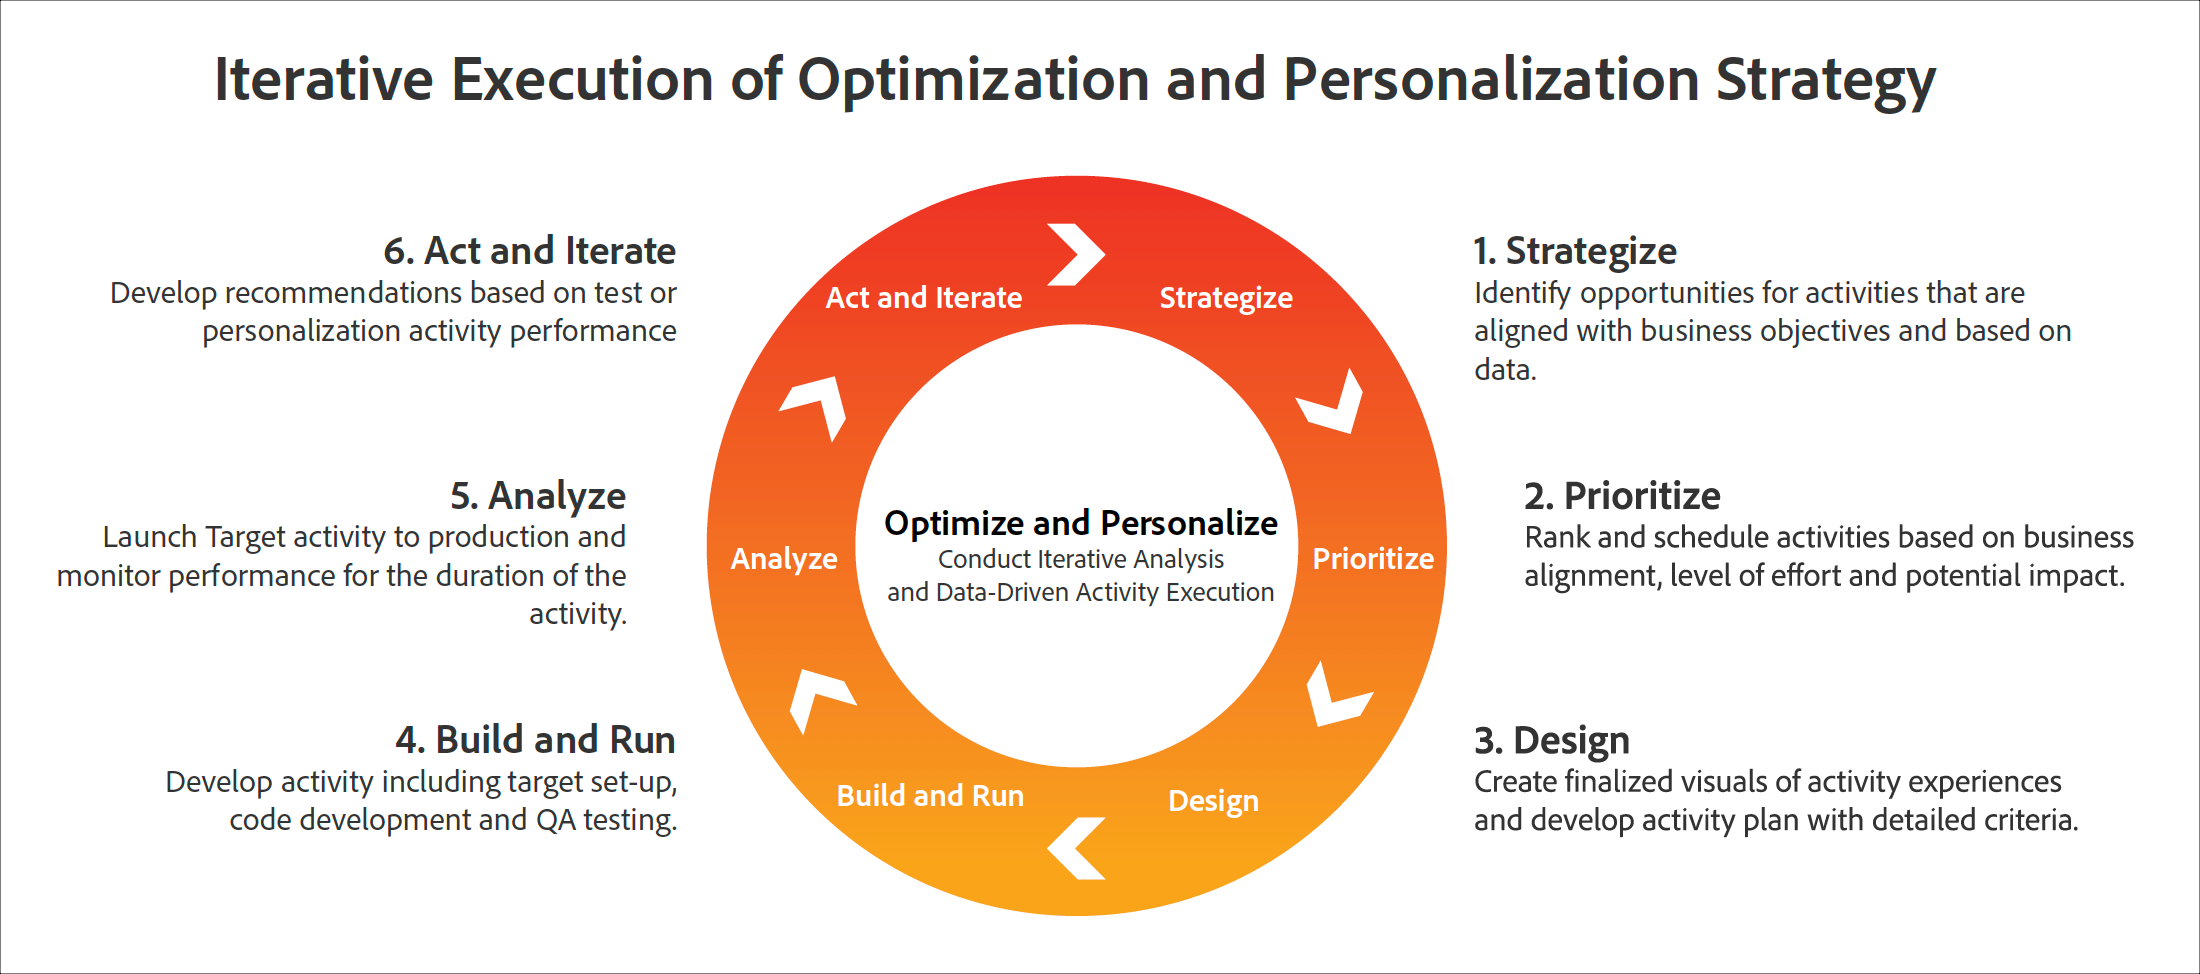 Iterative Execution of Optimization and Personalization Strategy
6. Act and Iterate
Develop recommendations based on test or
personalization activity performance
5. Analyze
Launch Target activity to production and
monitor performance for the duration of the
activity.
4. Build and Run
Develop activity including target set-up,
code development and QA testing.
Act and Iterate
Strategize
Analyze
Prioritize
Build and Run
Design
Optimize and Personalize
Conduct Iterative Analysis
and Data-Driven Activity Execution
1. Strategize
Identify opportunities for activities that are
aligned with business objectives and based on
data.
2. Prioritize
Rank and schedule activities based on business
alignment, level of effort and potential impact.
3. Design
Create finalized visuals of activity experiences
and develop activity plan with detailed criteria.